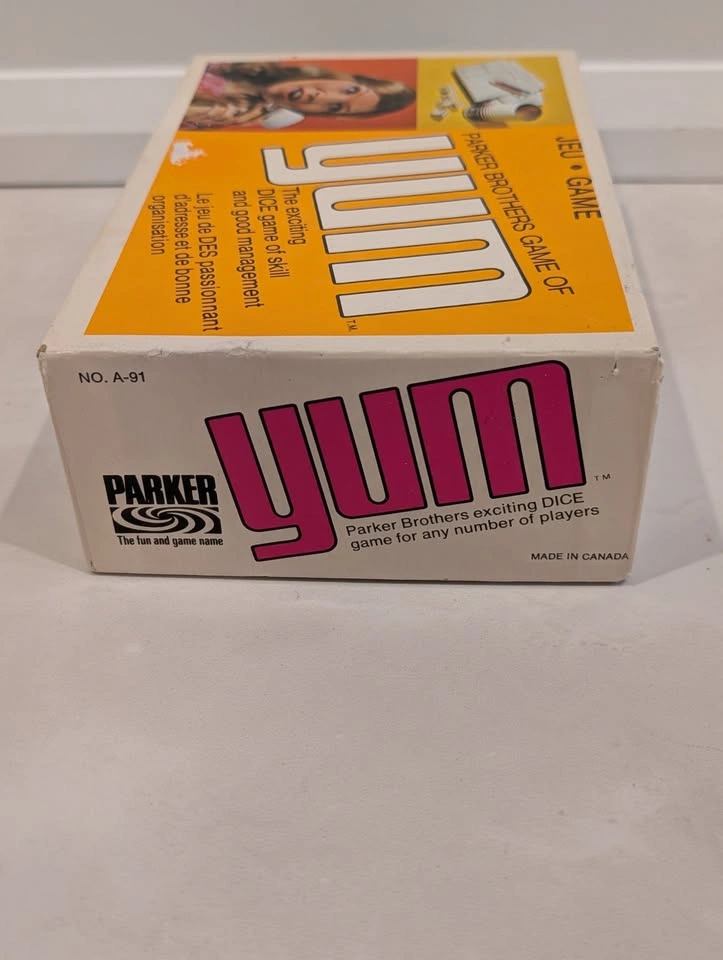 JEU • GAME
PARKER BROTHERS GAME OF
yum TM
The exciting
DICE game of skill
and good management
Le jeu de DES passionnant
d'adresse et de bonne
organisation
NO. A-91
yum TM
PARKER
The fun and game name
Parker Brothers exciting DICE
game for any number of players
MADE IN CANADA